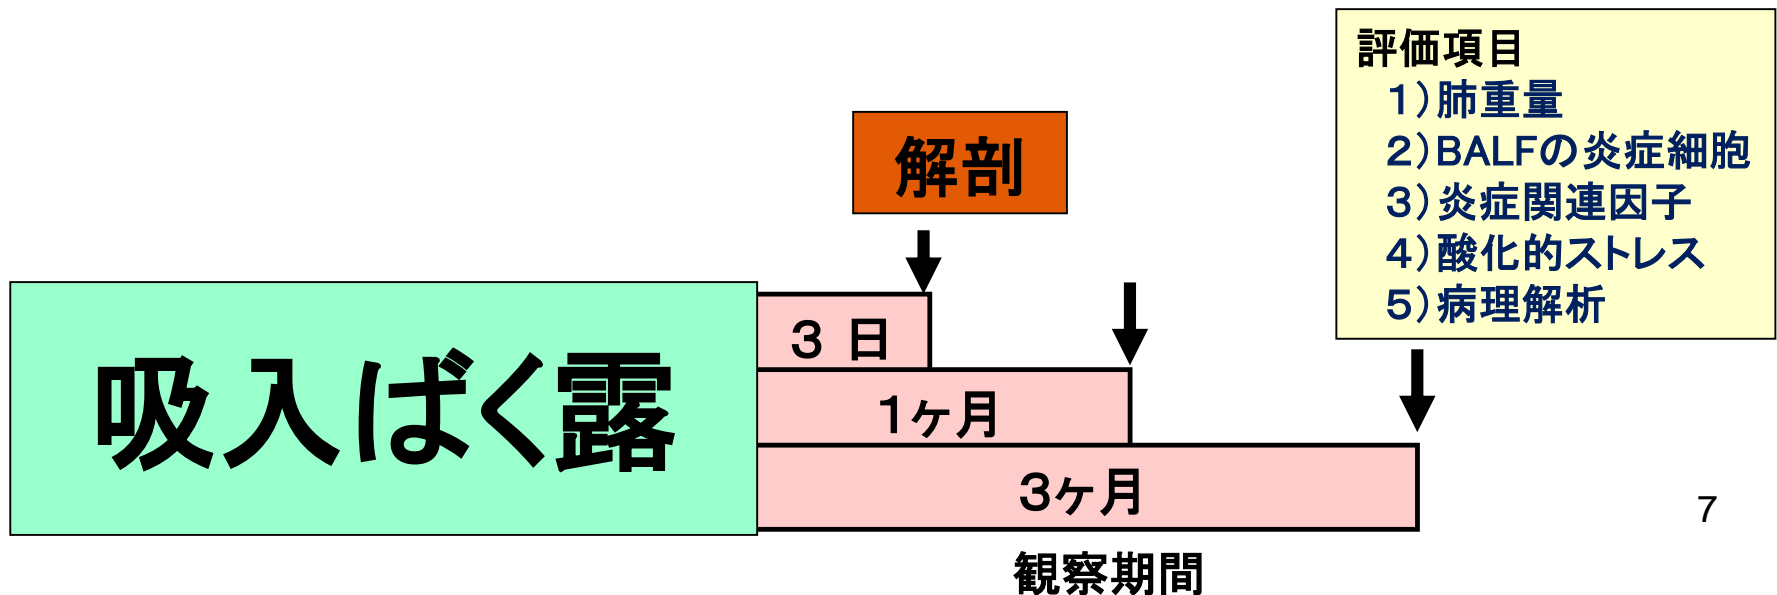 評価項目
１）肺重量
２）BALFの炎症細胞
３）炎症関連因子
４）酸化的ストレス
５）病理解析
解剖
吸入ばく露
３ 日
１ヶ月
３ヶ月
観察期間
7